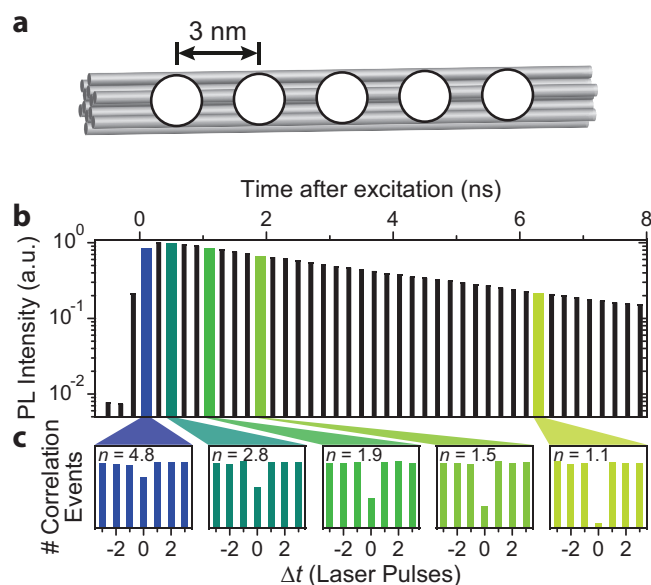 a
3 nm
Time after excitation (ns)
0 2 4 6 8
b
PL Intensity (a.u.)
10^0
10^-1
10^-2
c
# Correlation
Events
n = 4.8 n = 2.8 n = 1.9 n = 1.5 n = 1.1
-2 0 2 -2 0 2 -2 0 2 -2 0 2 -2 0 2
Δt (Laser Pulses)